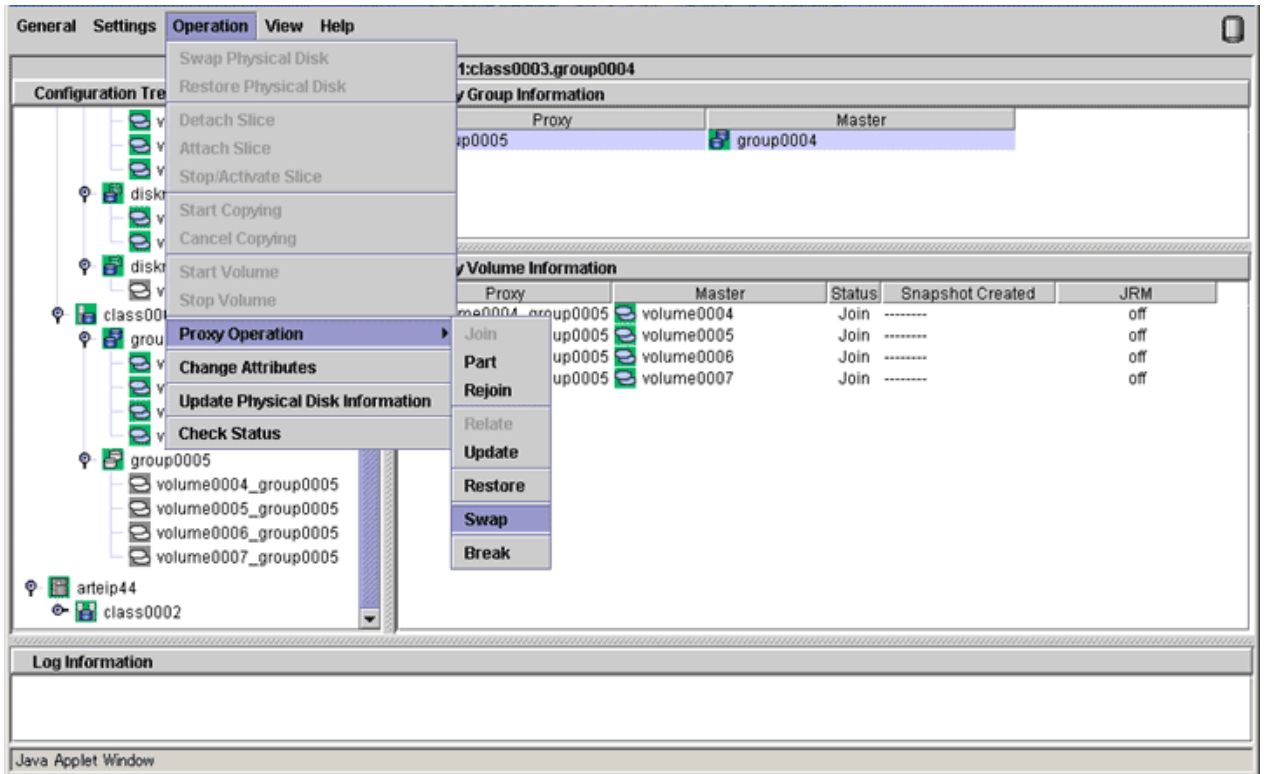 General Settings Operation View Help
Swap Physical Disk
Restore Physical Disk
Detach Slice
Attach Slice
Stop/Activate Slice
Start Copying
Cancel Copying
Start Volume
Stop Volume
Proxy Operation
Change Attributes
Update Physical Disk Information
Check Status
Join
Part
Rejoin
Relate
Update
Restore
Swap
Break
1:class0003.group0004
Configuration Tre
v
v
v
diskr
v
v
diskr
v
class00
grou
v
v
v
v
group0005
volume0004_group0005
volume0005_group0005
volume0006_group0005
volume0007_group0005
arteip44
class0002
y Group Information
Proxy Master
up0005 group0004
y Volume Information
Proxy Master Status Snapshot Created JRM
me0004_group0005 volume0004 Join -------- off
up0005 volume0005 Join -------- off
up0005 volume0006 Join -------- off
up0005 volume0007 Join -------- off
Log Information
Java Applet Window